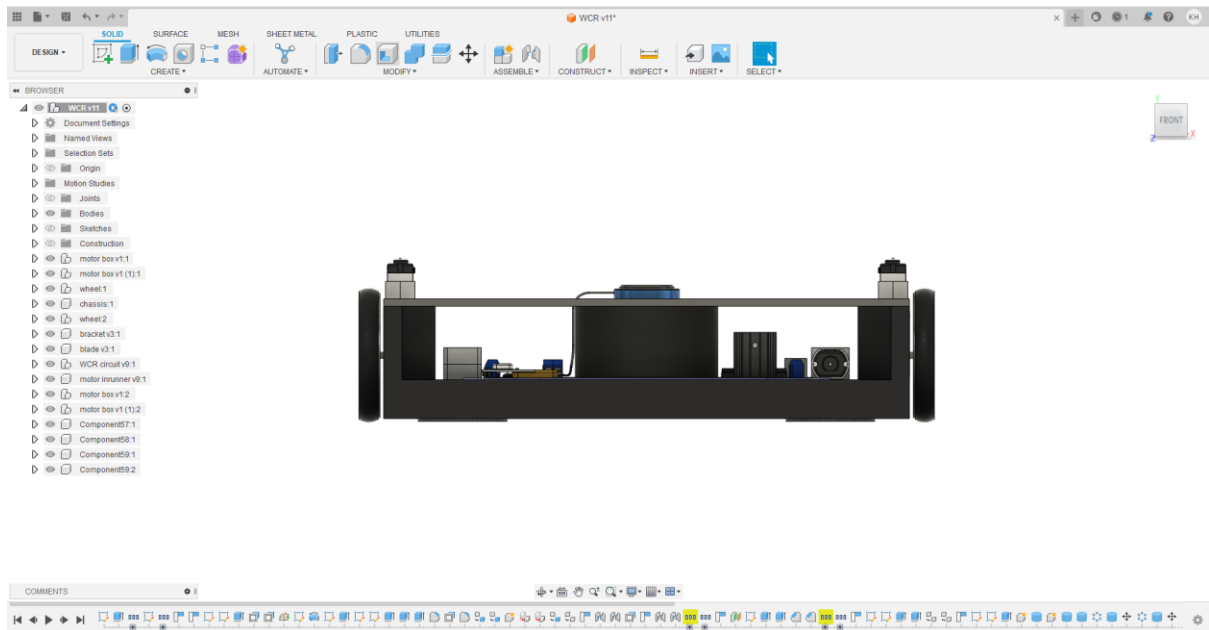 WCR v11*
1
KH
SOLID SURFACE MESH SHEET METAL PLASTIC UTILITIES
DESIGN
CREATE AUTOMATE MODIFY ASSEMBLE CONSTRUCT INSPECT INSERT SELECT
BROWSER
WCR v11
Document Settings
Named Views
Selection Sets
Origin
Motion Studies
Joints
Bodies
Sketches
Construction
motor box v1:1
motor box v1 (1):1
wheel:1
chassis:1
wheel:2
bracket v3:1
blade v3:1
WCR circuit v9:1
motor inrunner v9:1
motor box v1:2
motor box v1 (1):2
Component57:1
Component58:1
Component59:1
Component59:2
Y
FRONT
Z
X
COMMENTS